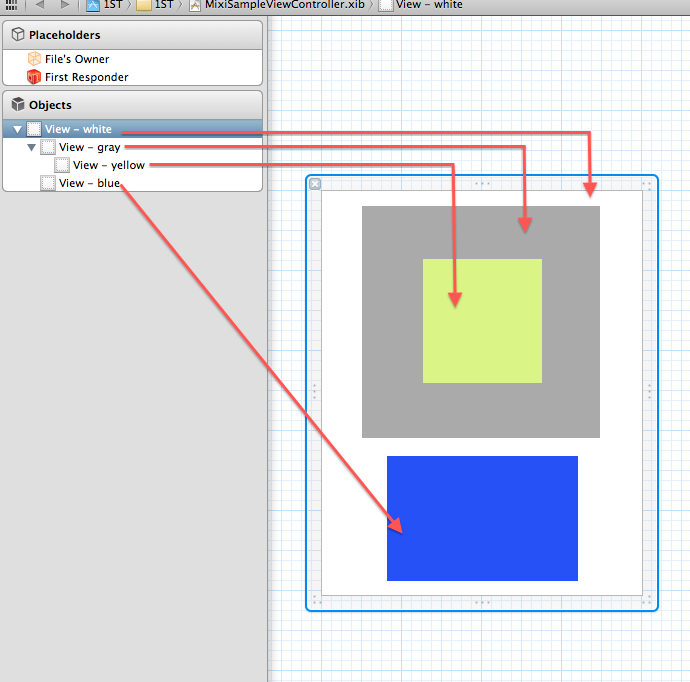 1ST 1ST MixiSampleViewController.xib View – white
Placeholders
File's Owner
First Responder
Objects
View – white
View – gray
View – yellow
View – blue